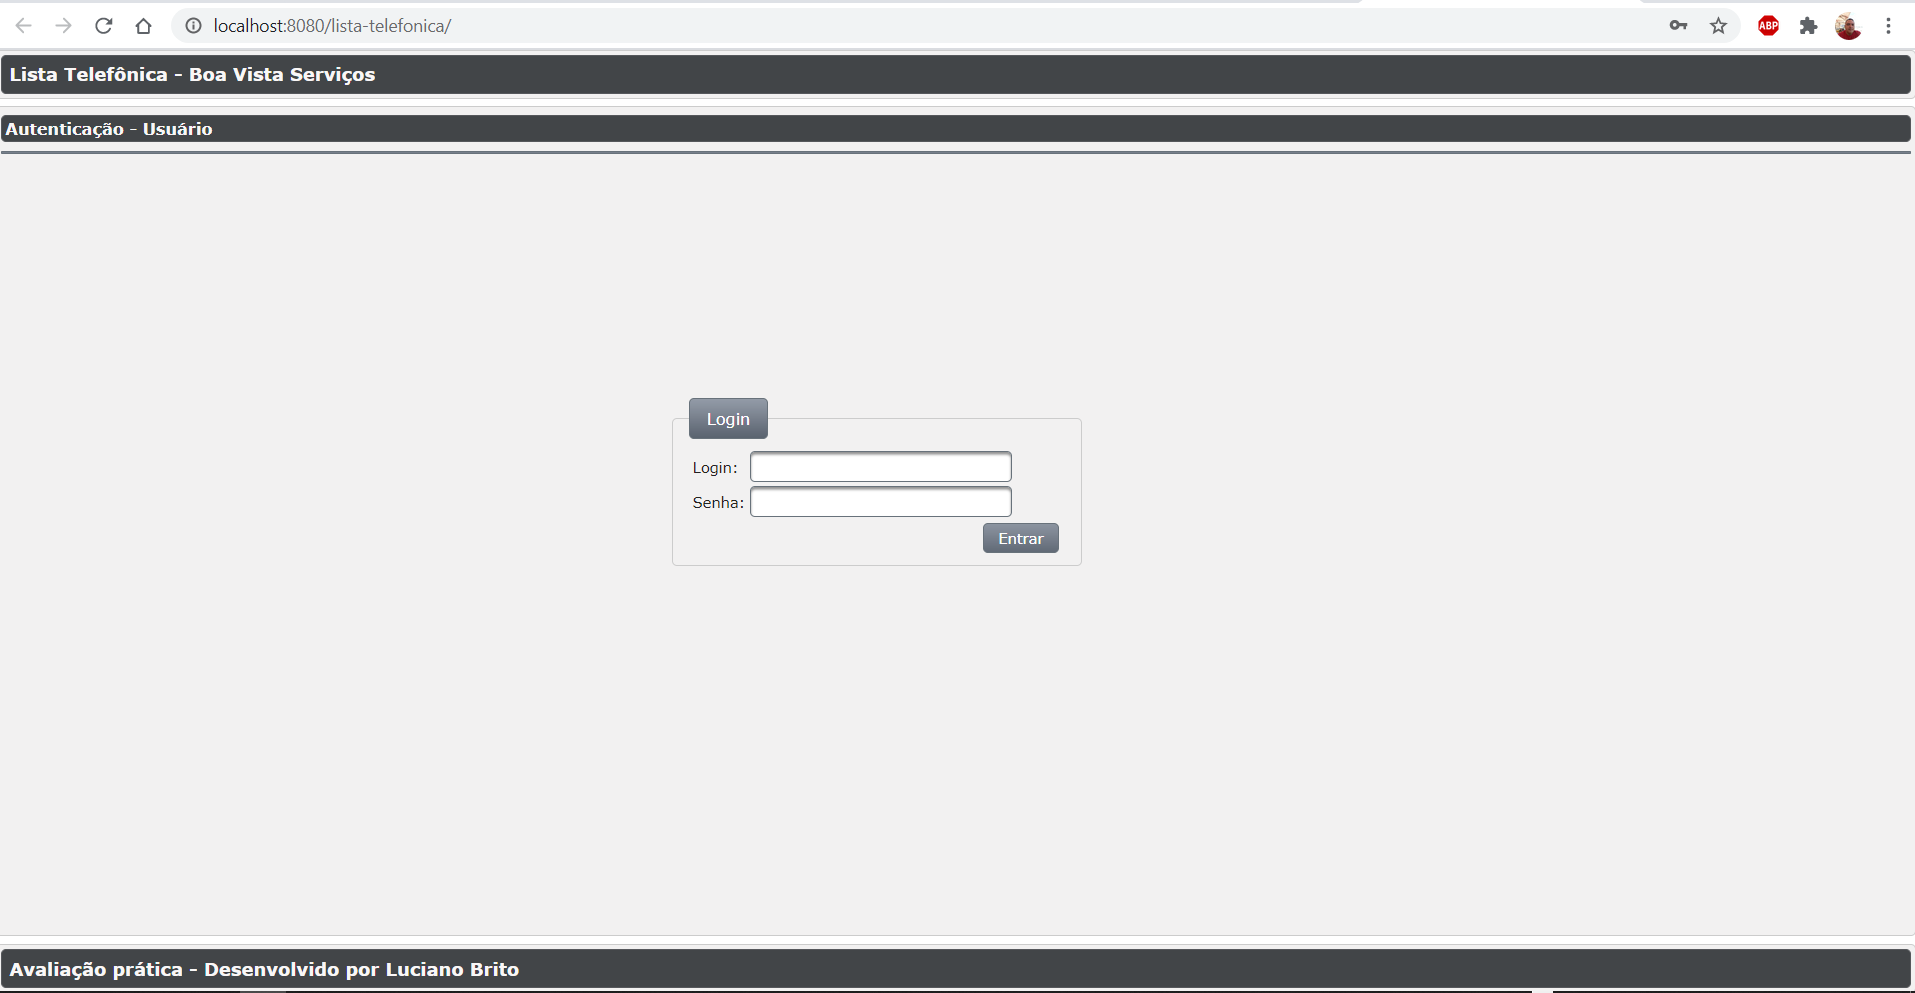 localhost:8080/lista-telefonica/
ABP
Lista Telefônica - Boa Vista Serviços
Autenticação - Usuário
Login
Login:
Senha:
Entrar
Avaliação prática - Desenvolvido por Luciano Brito